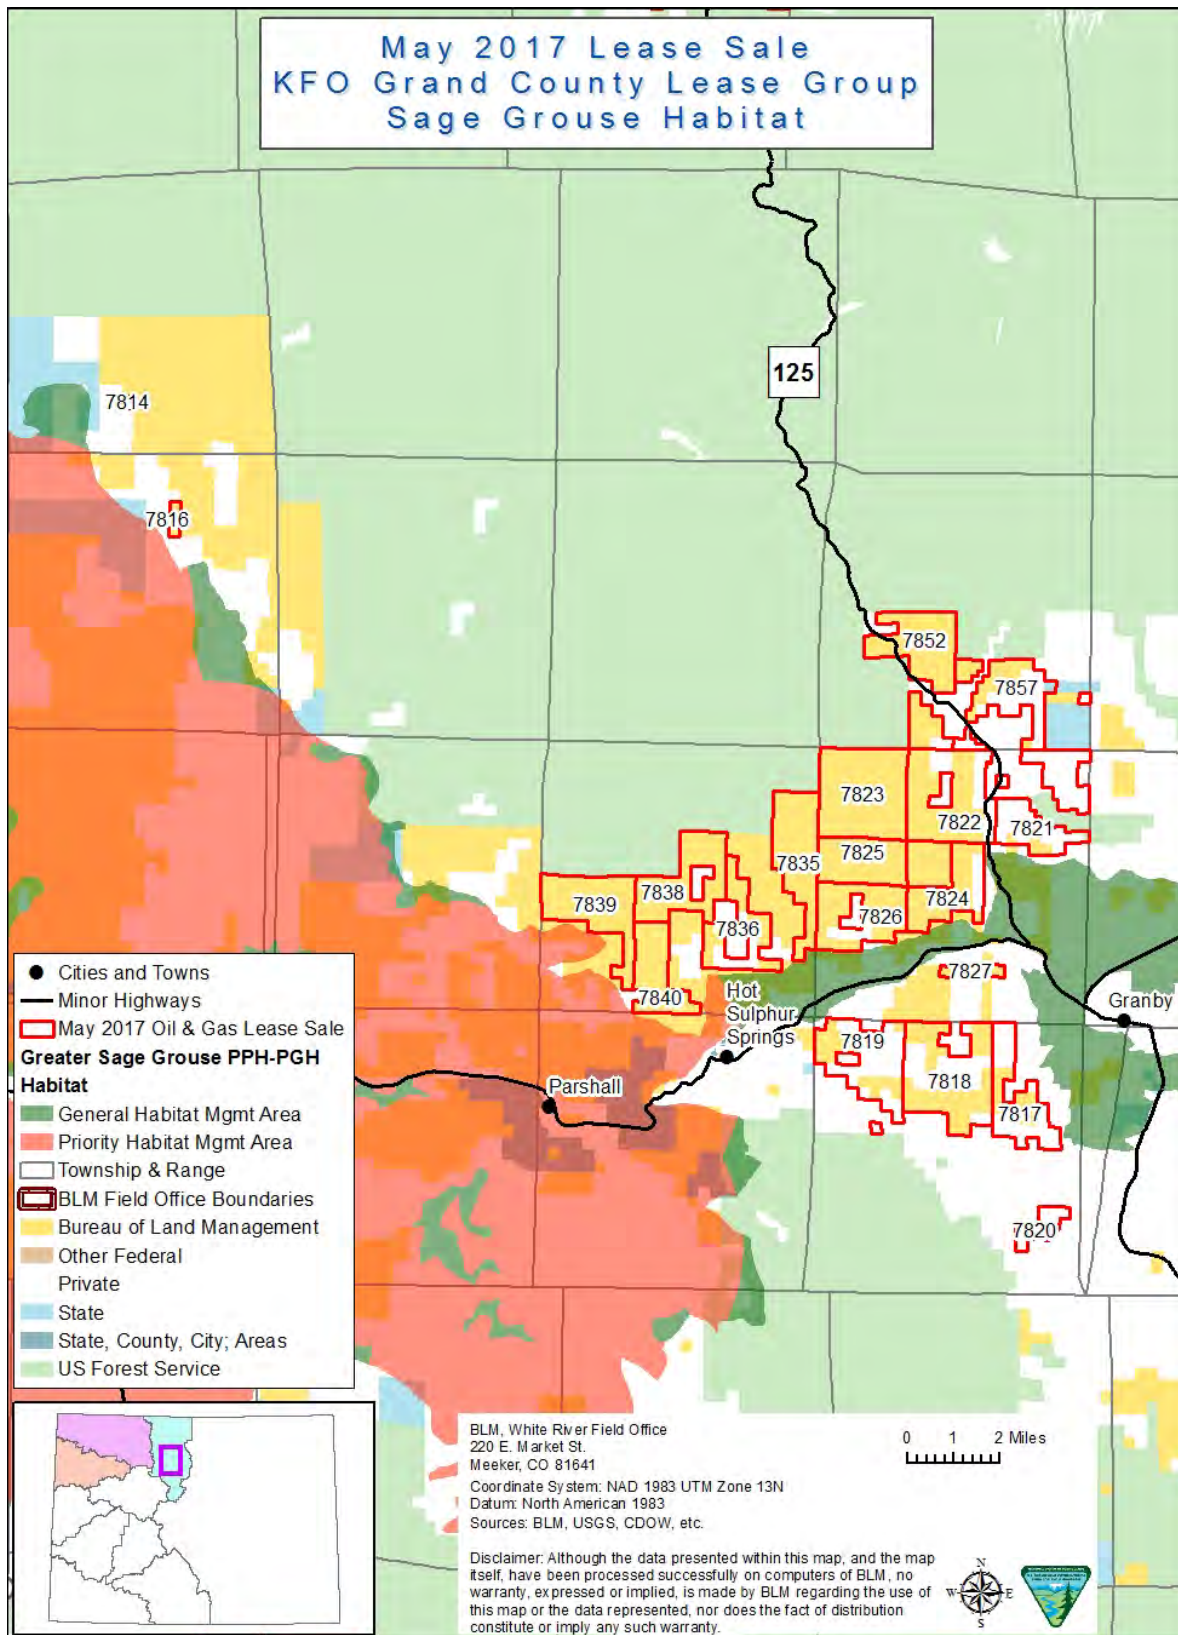 May 2017 Lease Sale
KFO Grand County Lease Group
Sage Grouse Habitat
125
7814
7816
7852
7857
7823
7822
7821
7835
7825
7838
7839
7824
7826
7836
7827
7840
Hot
Sulphur
Springs
Granby
7819
7818
7817
Parshall
7820
Cities and Towns
Minor Highways
May 2017 Oil & Gas Lease Sale
Greater Sage Grouse PPH-PGH
Habitat
General Habitat Mgmt Area
Priority Habitat Mgmt Area
Township & Range
BLM Field Office Boundaries
Bureau of Land Management
Other Federal
Private
State
State, County, City; Areas
US Forest Service
BLM, White River Field Office
220 E. Market St.
Meeker, CO 81641
Coordinate System: NAD 1983 UTM Zone 13N
Datum: North American 1983
Sources: BLM, USGS, CDOW, etc.
0 1 2 Miles
Disclaimer: Although the data presented within this map, and the map
itself, have been processed successfully on computers of BLM, no
warranty, expressed or implied, is made by BLM regarding the use of
this map or the data represented, nor does the fact of distribution
constitute or imply any such warranty.
N
W E
S